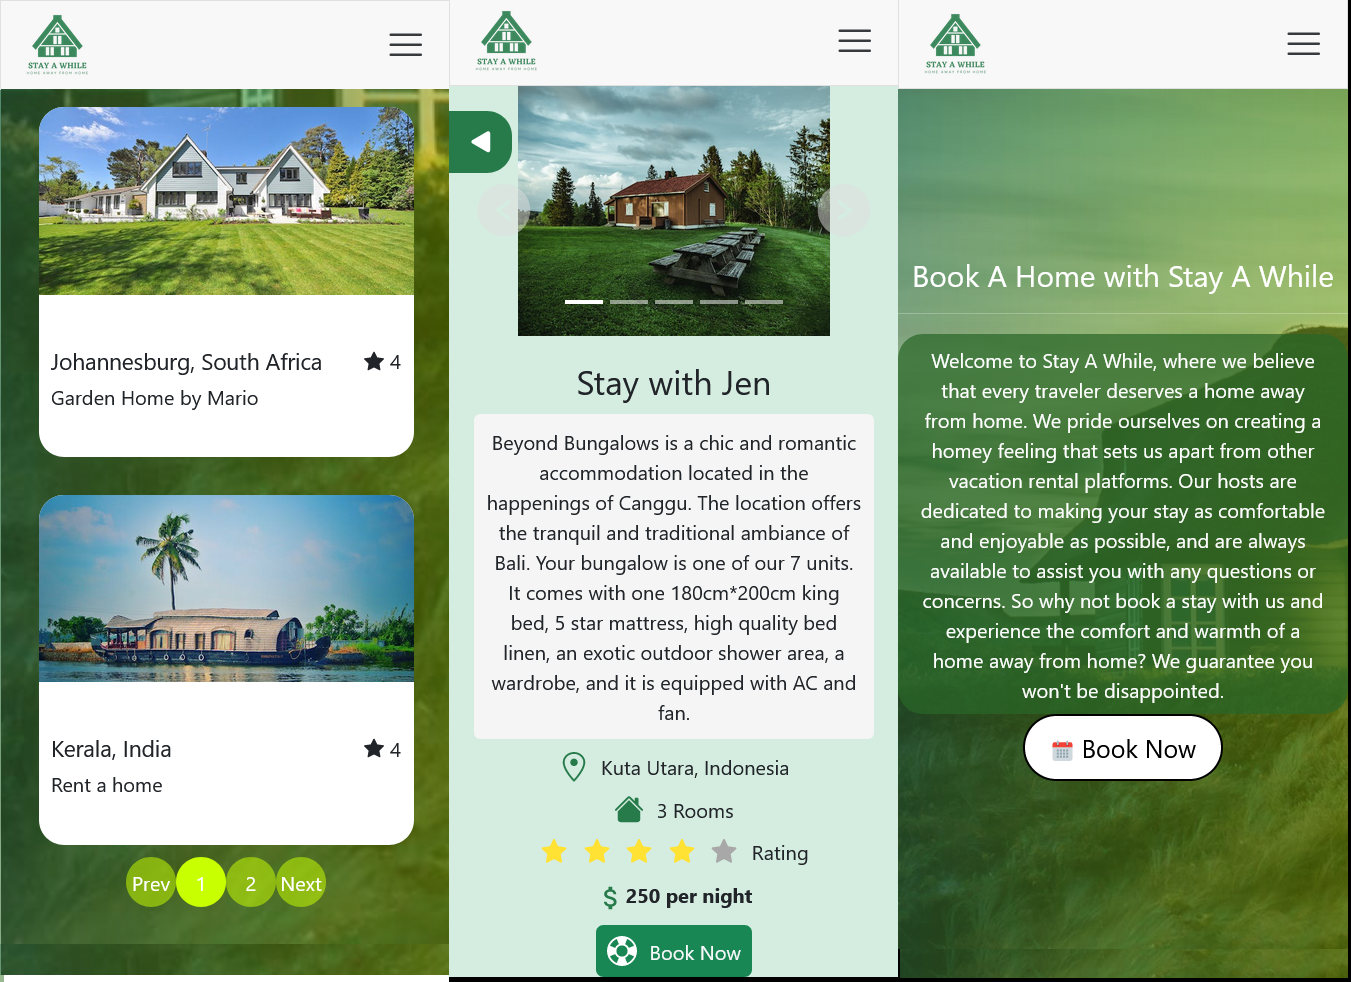 STAY A WHILE
HOME AWAY FROM HOME
Johannesburg, South Africa
4
Garden Home by Mario
Kerala, India
4
Rent a home
Prev
1
2
Next
STAY A WHILE
HOME AWAY FROM HOME
Stay with Jen
Beyond Bungalows is a chic and romantic
accommodation located in the
happenings of Canggu. The location offers
the tranquil and traditional ambiance of
Bali. Your bungalow is one of our 7 units.
It comes with one 180cm*200cm king
bed, 5 star mattress, high quality bed
linen, an exotic outdoor shower area, a
wardrobe, and it is equipped with AC and
fan.
Kuta Utara, Indonesia
3 Rooms
Rating
$ 250 per night
Book Now
STAY A WHILE
HOME AWAY FROM HOME
Book A Home with Stay A While
Welcome to Stay A While, where we believe
that every traveler deserves a home away
from home. We pride ourselves on creating a
homey feeling that sets us apart from other
vacation rental platforms. Our hosts are
dedicated to making your stay as comfortable
and enjoyable as possible, and are always
available to assist you with any questions or
concerns. So why not book a stay with us and
experience the comfort and warmth of a
home away from home? We guarantee you
won't be disappointed.
Book Now